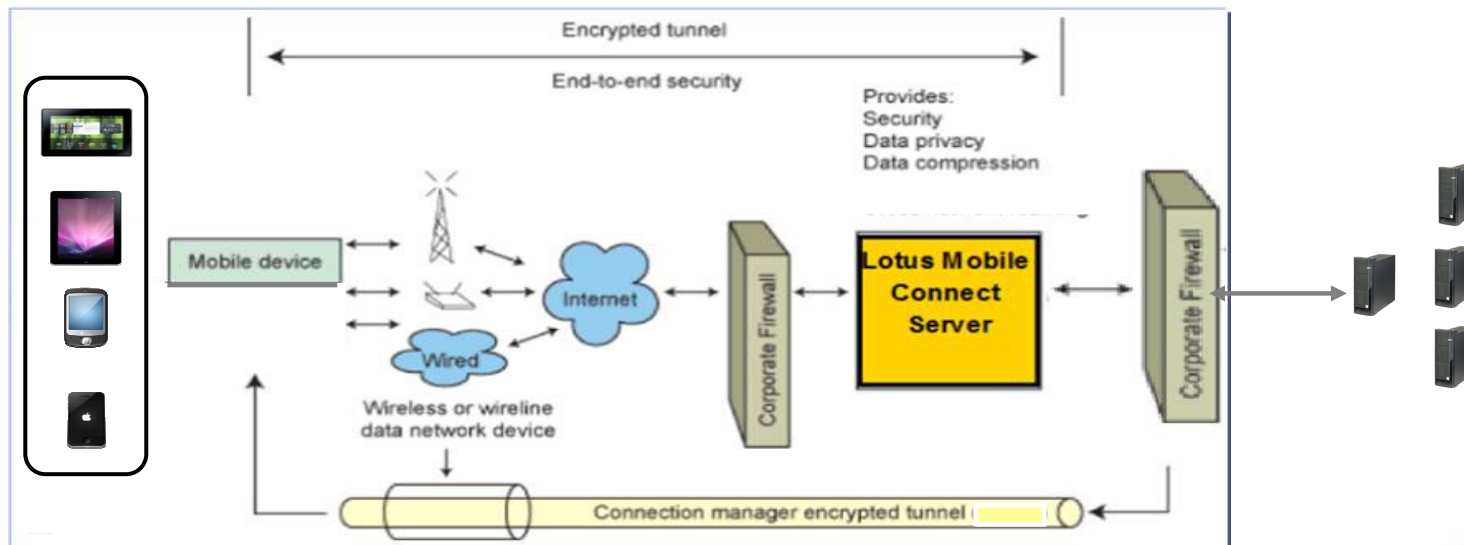 Encrypted tunnel
End-to-end security
Provides:
Security
Data privacy
Data compression
Mobile device
Internet
Wired
Wireless or wireline
data network device
Corporate Firewall
Lotus Mobile
Connect
Server
Corporate Firewall
Connection manager encrypted tunnel